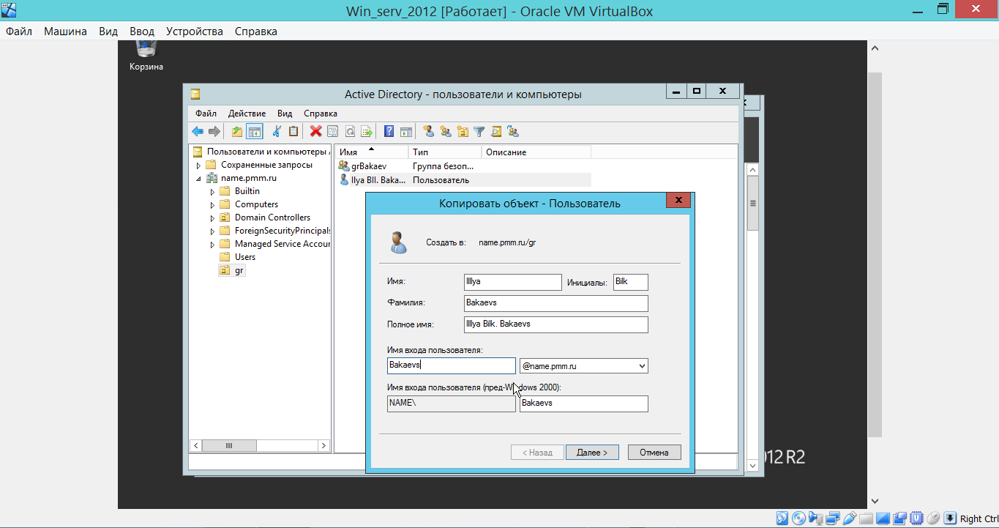 Win_serv_2012 [Работает] - Oracle VM VirtualBox
Файл Машина Вид Ввод Устройства Справка
Корзина
Active Directory - пользователи и компьютеры
Файл Действие Вид Справка
Пользователи и компьютеры
Сохраненные запросы
name.pmm.ru
Builtin
Computers
Domain Controllers
ForeignSecurityPrincipals
Managed Service Accour
Users
gr
Имя Тип Описание
grBakaev Группа безоп...
Ilya Bll. Baka... Пользователь
Копировать объект - Пользователь
Создать в: name.pmm.ru/gr
Имя: Illlya Инициалы: Bilk
Фамилия: Bakaevs
Полное имя: Illlya Bilk. Bakaevs
Имя входа пользователя:
Bakaevs @name.pmm.ru
Имя входа пользователя (пред-Windows 2000):
NAME\ Bakaevs
< Назад Далее > Отмена
012 R2
Right Ctrl